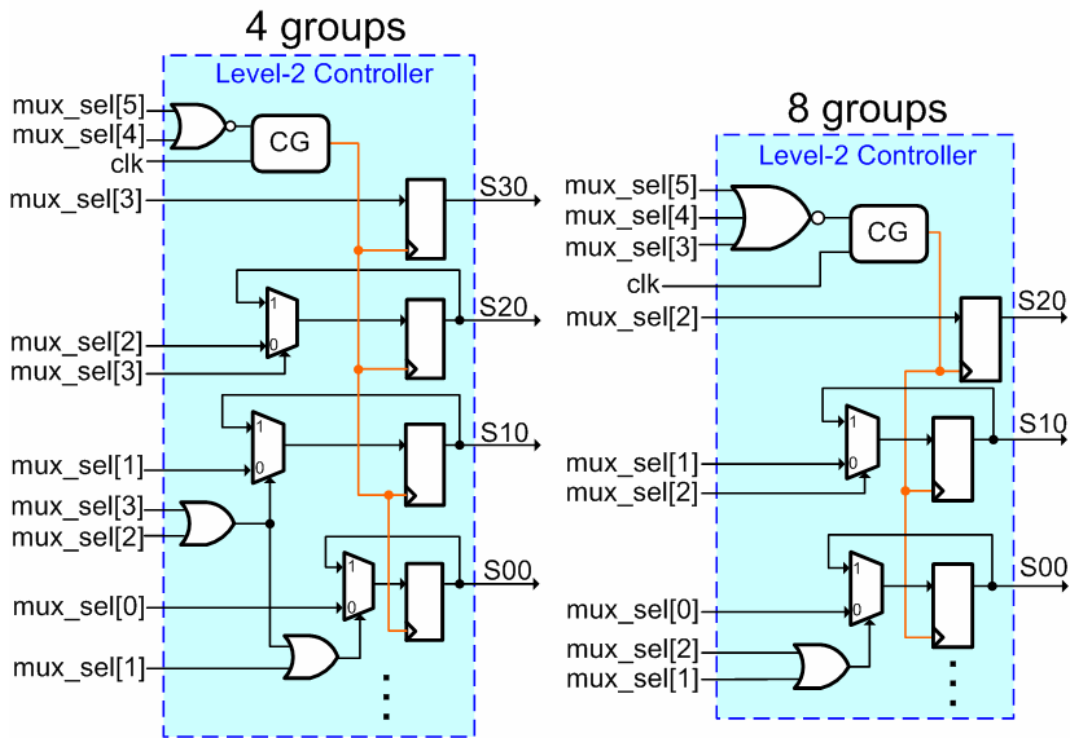 4 groups
Level-2 Controller
mux_sel[5]
mux_sel[4]
clk
CG
mux_sel[3]
S30
1
0
S20
mux_sel[2]
mux_sel[3]
1
0
S10
mux_sel[1]
mux_sel[3]
mux_sel[2]
1
0
S00
mux_sel[0]
mux_sel[1]
8 groups
Level-2 Controller
mux_sel[5]
mux_sel[4]
mux_sel[3]
CG
clk
mux_sel[2]
S20
1
0
S10
mux_sel[1]
mux_sel[2]
1
0
S00
mux_sel[0]
mux_sel[2]
mux_sel[1]